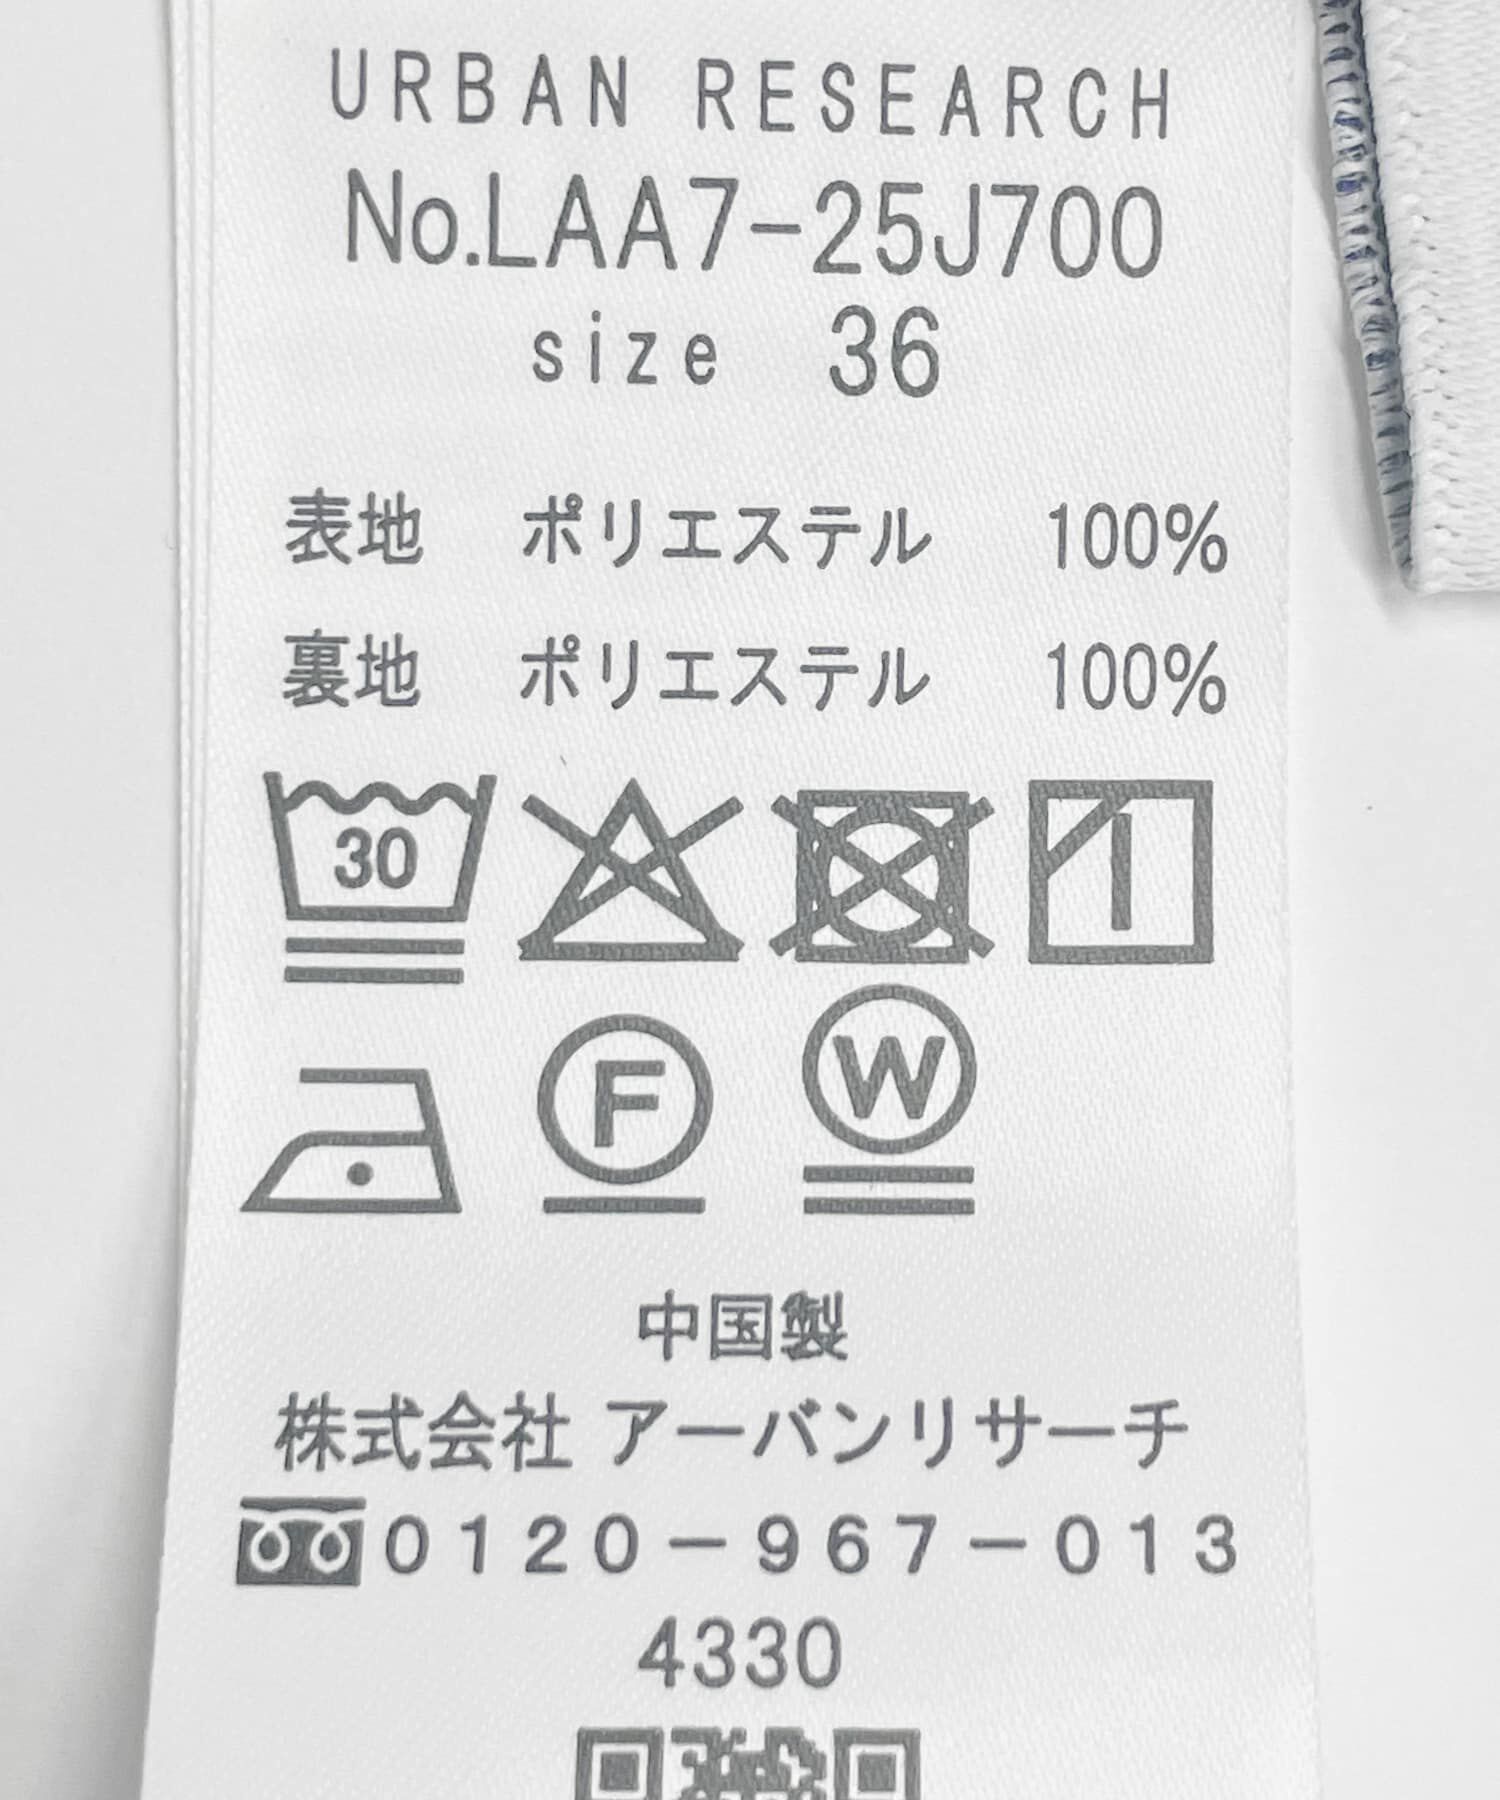 URBAN RESEARCH
No.LAA7-25J700
size 36
表地 ポリエステル 100%
裏地 ポリエステル 100%
30
F W
中国製
株式会社 アーバンリサーチ
0120-967-013
4330